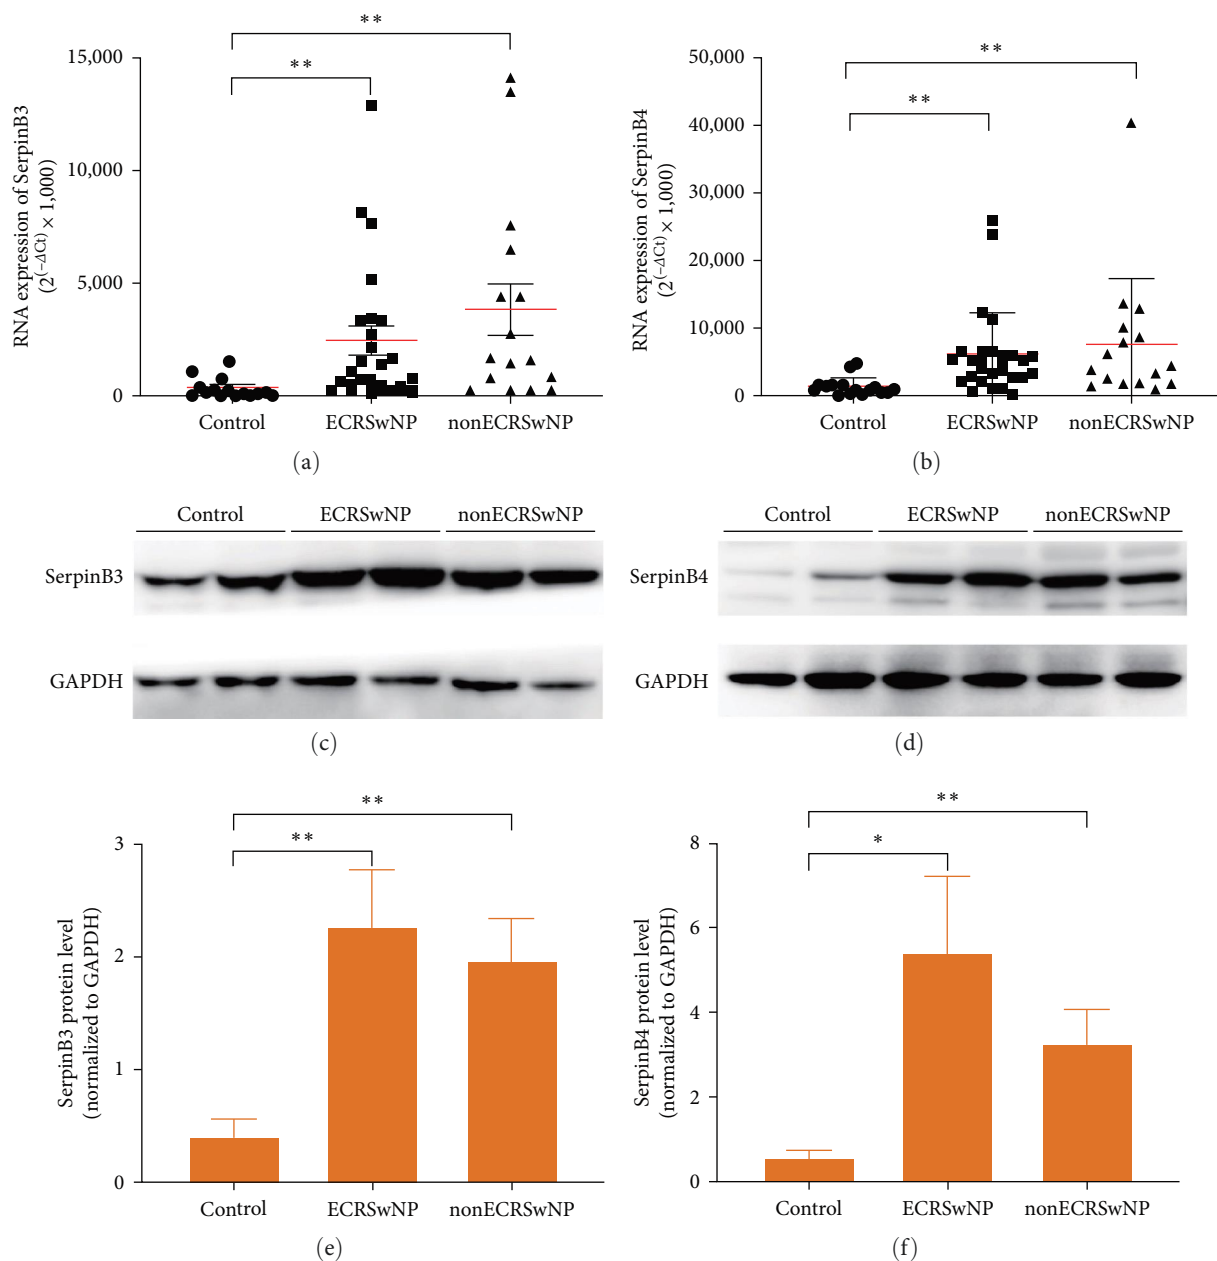 **
**
15,000
10,000
5,000
0
RNA expression of SerpinB3
(2^(−ΔCt) × 1,000)
Control
ECRSwNP
nonECRSwNP
(a)
**
**
50,000
40,000
30,000
20,000
10,000
0
RNA expression of SerpinB4
(2^(−ΔCt) × 1,000)
Control
ECRSwNP
nonECRSwNP
(b)
Control
ECRSwNP
nonECRSwNP
SerpinB3
GAPDH
(c)
Control
ECRSwNP
nonECRSwNP
SerpinB4
GAPDH
(d)
**
**
3
2
1
0
SerpinB3 protein level
(normalized to GAPDH)
Control
ECRSwNP
nonECRSwNP
(e)
**
*
8
6
4
2
0
SerpinB4 protein level
(normalized to GAPDH)
Control
ECRSwNP
nonECRSwNP
(f)